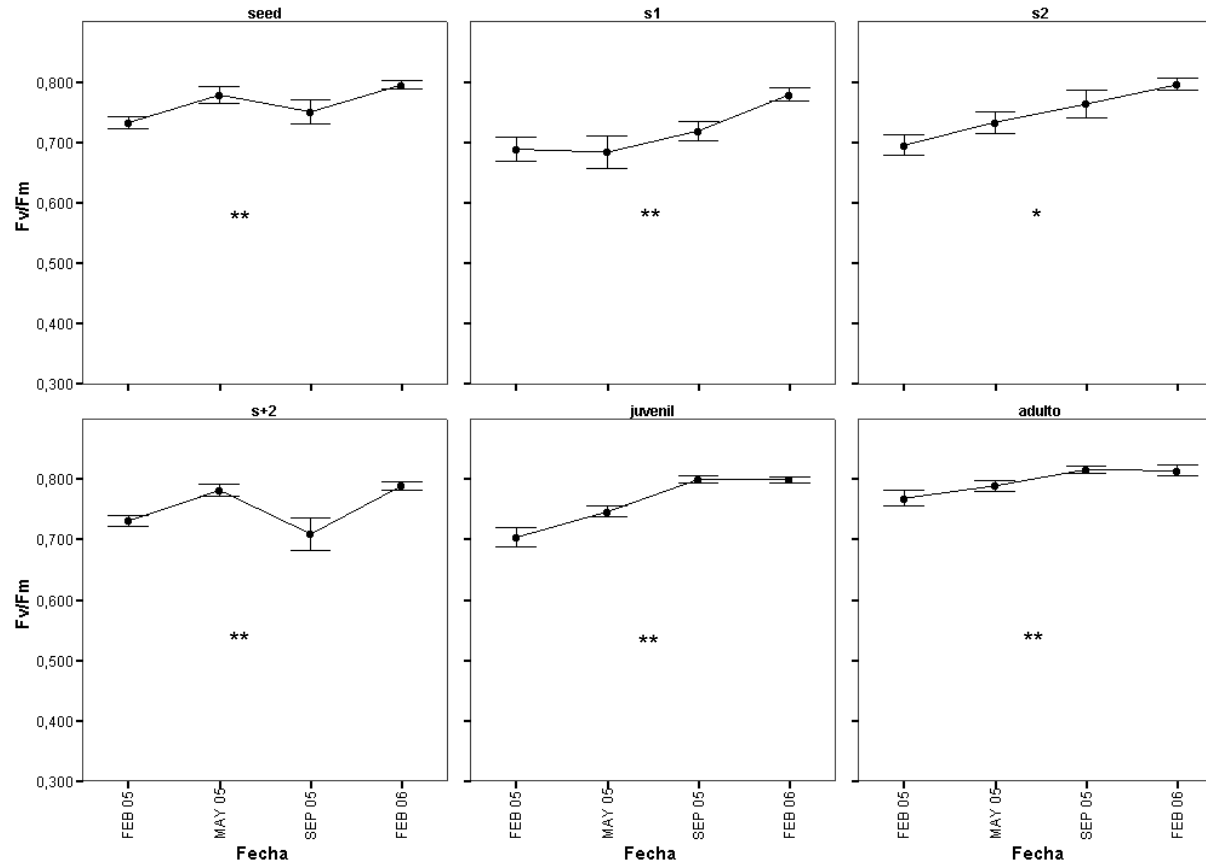 seed
s1
s2
0,800
0,700
0,600
0,500
0,400
0,300
Fv/Fm
**
**
*
s+2
juvenil
adulto
0,800
0,700
0,600
0,500
0,400
0,300
Fv/Fm
**
**
**
FEB 05
MAY 05
SEP 05
FEB 06
Fecha
FEB 05
MAY 05
SEP 05
FEB 06
Fecha
FEB 05
MAY 05
SEP 05
FEB 06
Fecha